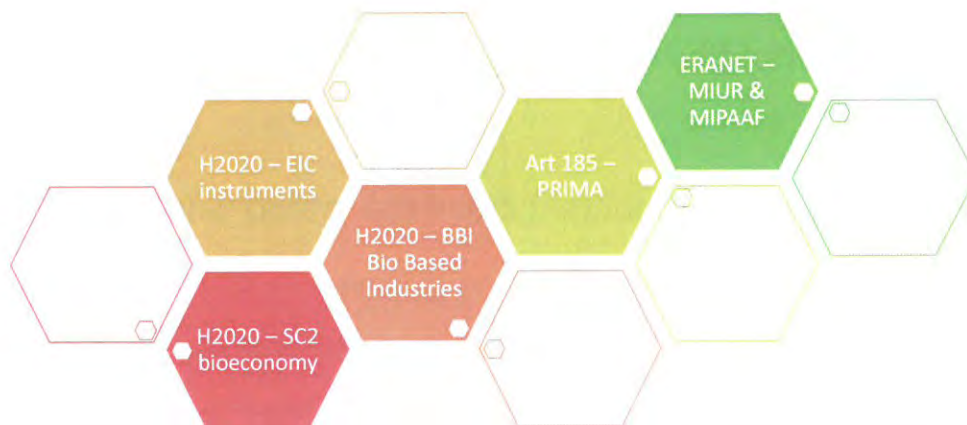 ERANET –
MIUR &
MIPAAF
H2020 – EIC
instruments
Art 185 –
PRIMA
H2020 – BBI
Bio Based
Industries
H2020 – SC2
bioeconomy